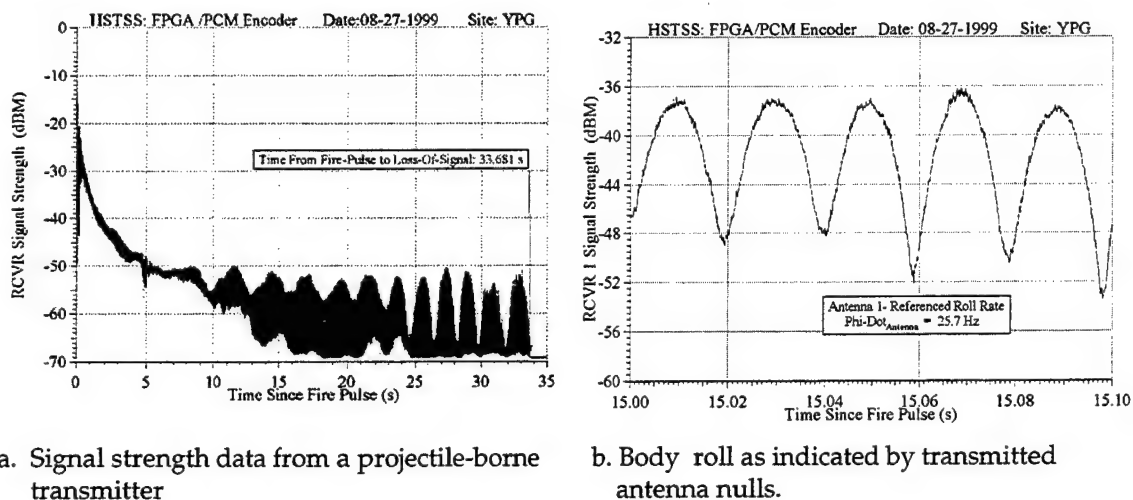 HSTSS: FPGA /PCM Encoder Date:08-27-1999 Site: YPG
0
-10
-20
-30
-40
-50
-60
-70
RCVR Signal Strength (dBM)
Time From Fire-Pulse to Loss-Of-Signal: 33.681 s
0 5 10 15 20 25 30 35
Time Since Fire Pulse (s)
a. Signal strength data from a projectile-borne
transmitter
HSTSS: FPGA/PCM Encoder Date: 08-27-1999 Site: YPG
-32
-36
-40
-44
-48
-52
-56
-60
RCVR 1 Signal Strength (dBM)
Antenna 1- Referenced Roll Rate
Phi-Dot Antenna = 25.7 Hz
15.00 15.02 15.04 15.06 15.08 15.10
Time Since Fire Pulse (s)
b. Body roll as indicated by transmitted
antenna nulls.